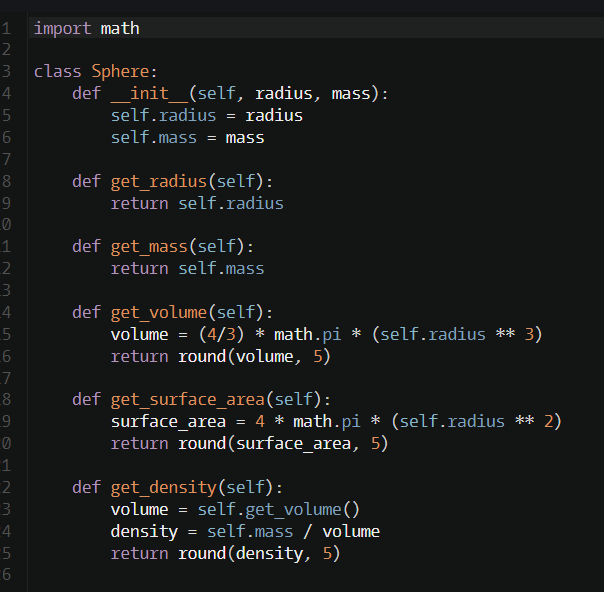 1 import math
2
3 class Sphere:
4     def __init__(self, radius, mass):
5         self.radius = radius
6         self.mass = mass
7
8     def get_radius(self):
9         return self.radius
0
1     def get_mass(self):
2         return self.mass
3
4     def get_volume(self):
5         volume = (4/3) * math.pi * (self.radius ** 3)
6         return round(volume, 5)
7
8     def get_surface_area(self):
9         surface_area = 4 * math.pi * (self.radius ** 2)
0         return round(surface_area, 5)
1
2     def get_density(self):
3         volume = self.get_volume()
4         density = self.mass / volume
5         return round(density, 5)
6